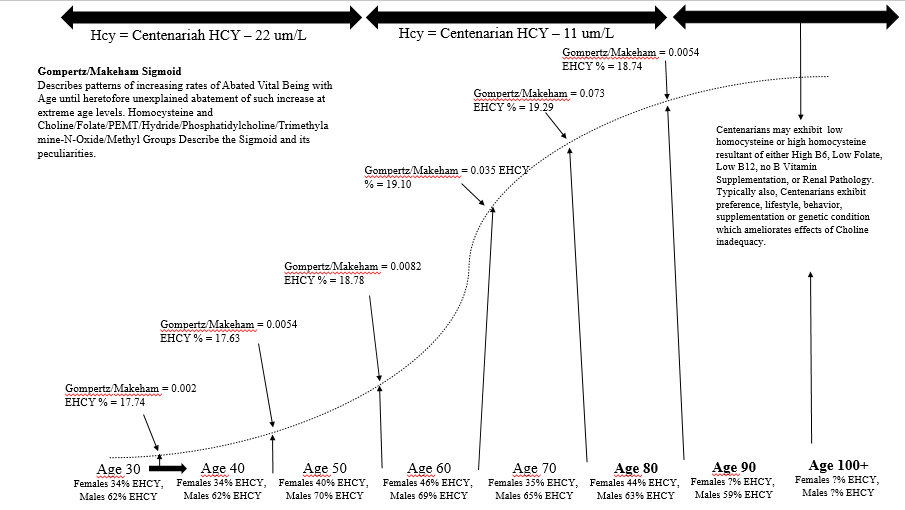 Hcy = Centenariah HCY – 22 um/L
Hcy = Centenarian HCY – 11 um/L
Gompertz/Makeham = 0.0054
EHCY % = 18.74
Gompertz/Makeham Sigmoid
Describes patterns of increasing rates of Abated Vital Being with
Age until heretofore unexplained abatement of such increase at
extreme age levels. Homocysteine and
Choline/Folate/PEMT/Hydride/Phosphatidylcholine/Trimethyla
mine-N-Oxide/Methyl Groups Describe the Sigmoid and its
peculiarities.
Gompertz/Makeham = 0.073
EHCY % = 19.29
Centenarians may exhibit low
homocysteine or high homocysteine
resultant of either High B6, Low Folate,
Low B12, no B Vitamin
Supplementation, or Renal Pathology.
Typically also, Centenarians exhibit
preference, lifestyle, behavior,
supplementation or genetic condition
which ameliorates effects of Choline
inadequacy.
Gompertz/Makeham = 0.035 EHCY
% = 19.10
Gompertz/Makeham = 0.0082
EHCY % = 18.78
Gompertz/Makeham = 0.0054
EHCY % = 17.63
Gompertz/Makeham = 0.002
EHCY % = 17.74
Age 30
Females 34% EHCY,
Males 62% EHCY
Age 40
Females 34% EHCY,
Males 62% EHCY
Age 50
Females 40% EHCY,
Males 70% EHCY
Age 60
Females 46% EHCY,
Males 69% EHCY
Age 70
Females 35% EHCY,
Males 65% EHCY
Age 80
Females 44% EHCY,
Males 63% EHCY
Age 90
Females ?% EHCY,
Males 59% EHCY
Age 100+
Females ?% EHCY,
Males ?% EHCY